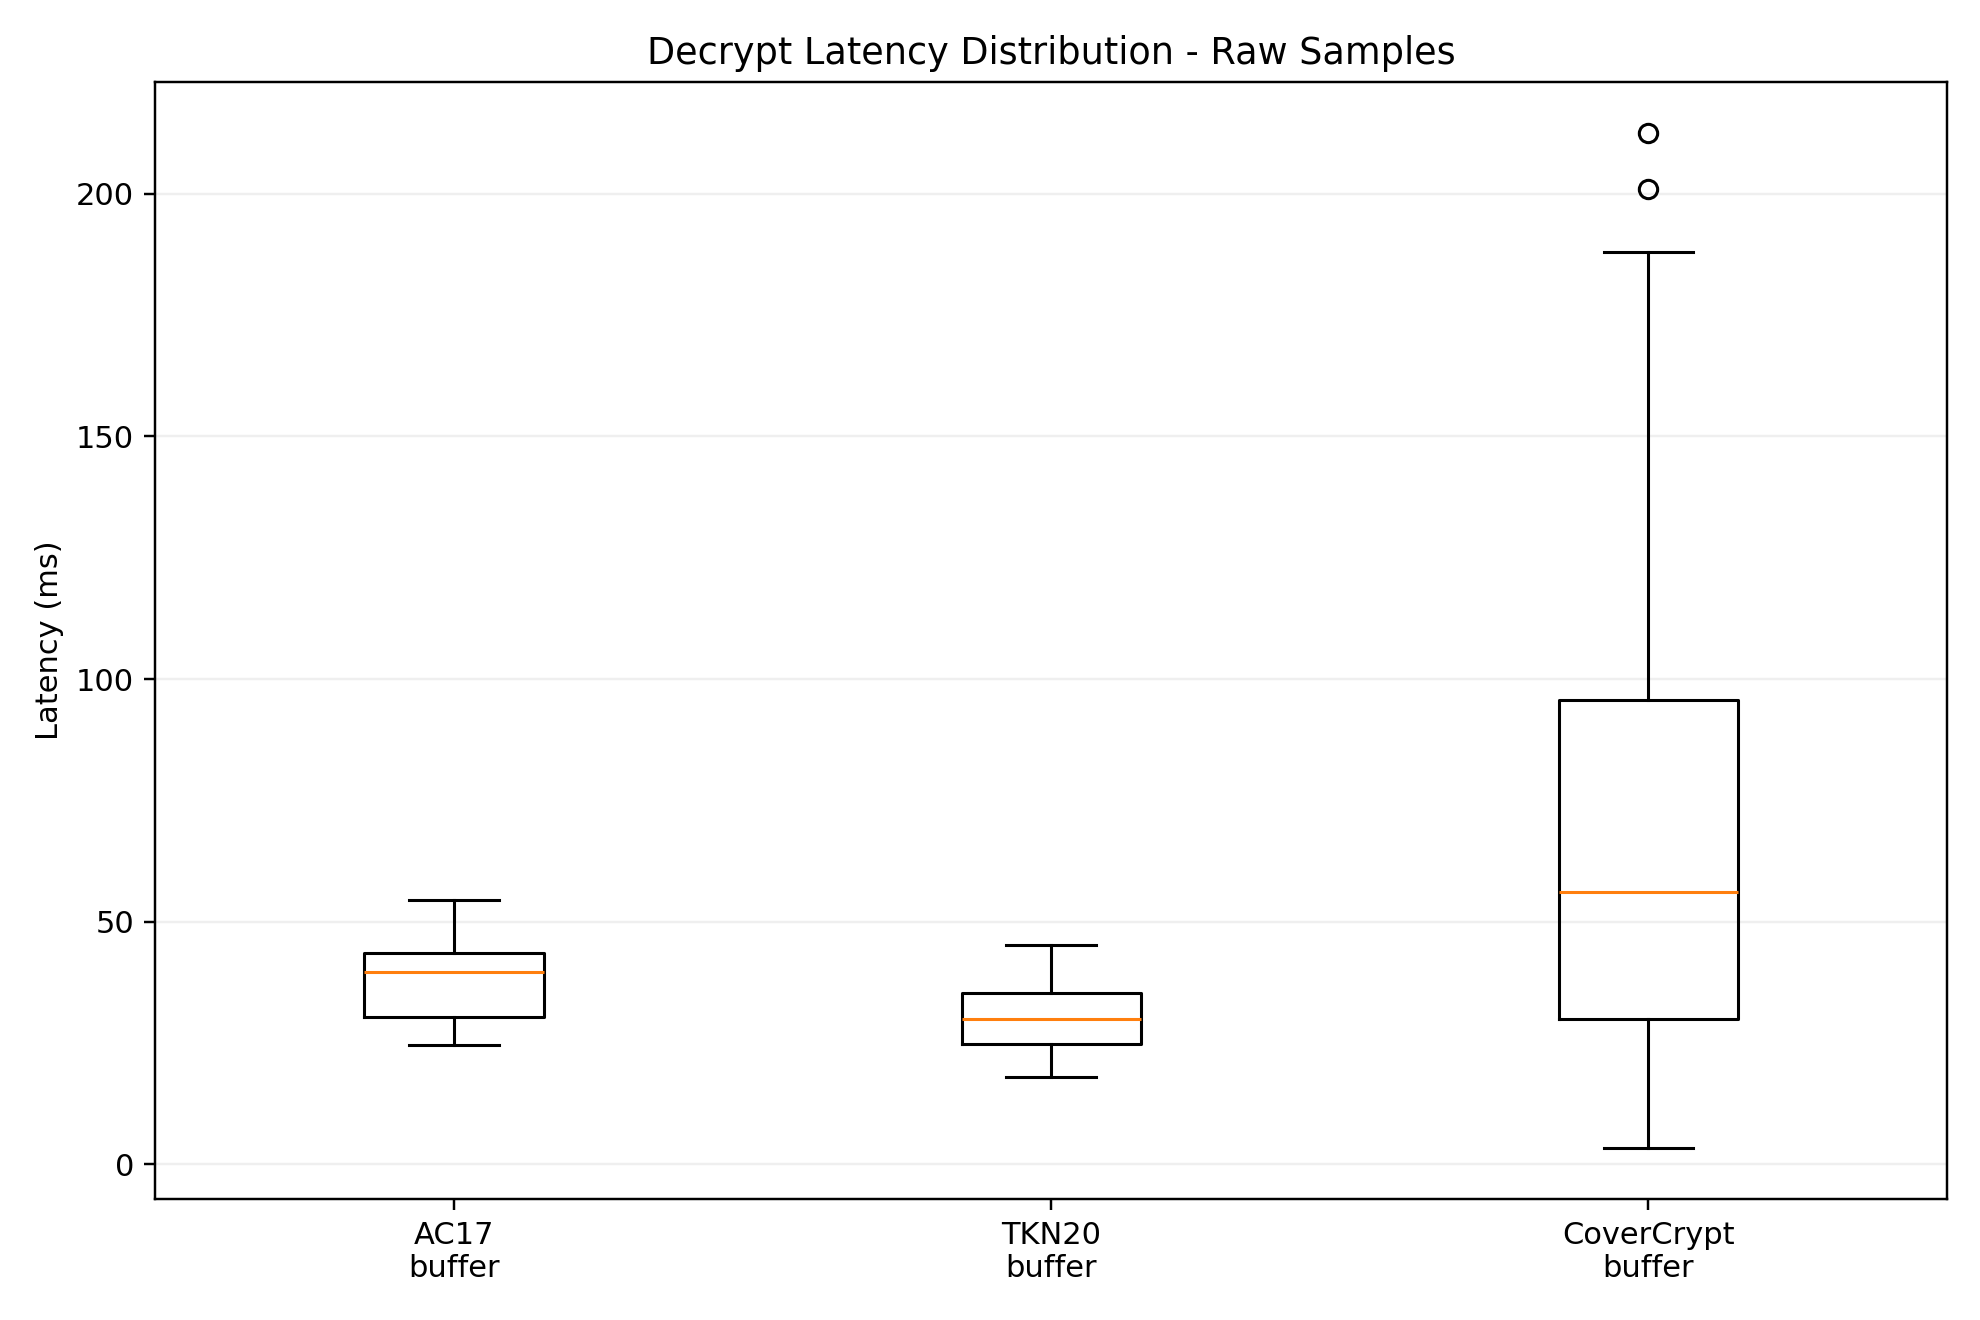 Decrypt Latency Distribution - Raw Samples
Latency (ms)
200
150
100
50
0
AC17
buffer
TKN20
buffer
CoverCrypt
buffer